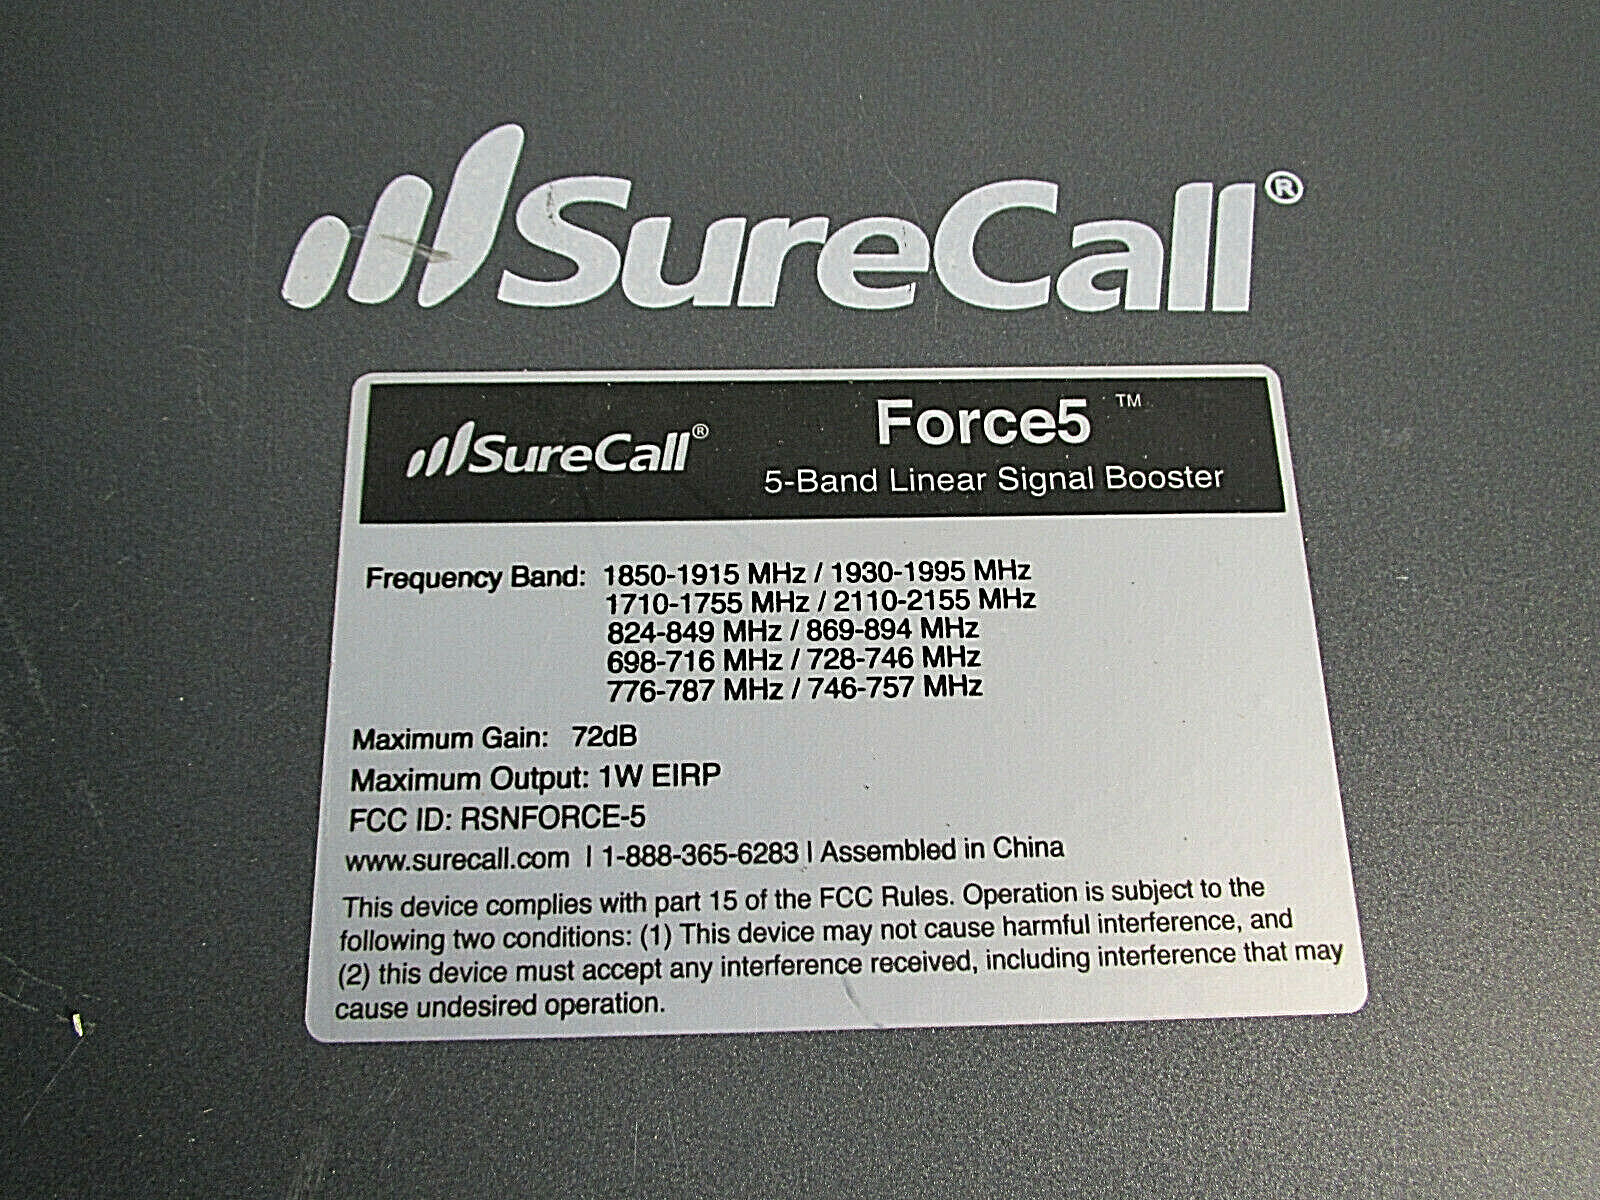 SureCall®
SureCall®
Force5 ™
5-Band Linear Signal Booster
Frequency Band: 1850-1915 MHz / 1930-1995 MHz
1710-1755 MHz / 2110-2155 MHz
824-849 MHz / 869-894 MHz
698-716 MHz / 728-746 MHz
776-787 MHz / 746-757 MHz
Maximum Gain: 72dB
Maximum Output: 1W EIRP
FCC ID: RSNFORCE-5
www.surecall.com | 1-888-365-6283 | Assembled in China
This device complies with part 15 of the FCC Rules. Operation is subject to the
following two conditions: (1) This device may not cause harmful interference, and
(2) this device must accept any interference received, including interference that may
cause undesired operation.